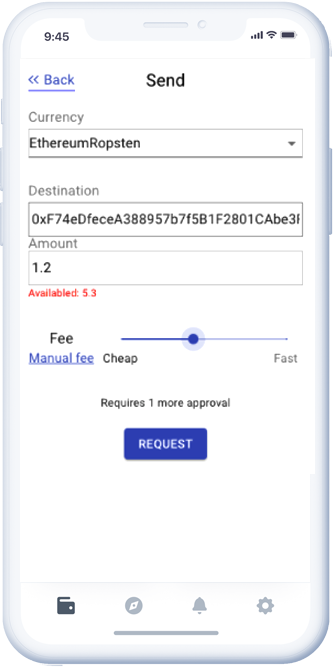 9:45
<< Back
Send
Currency
EthereumRopsten
Destination
0xF74eDfeceA388957b7f5B1F2801CAbe3
Amount
1.2
Availabled: 5.3
Fee
Manual fee Cheap Fast
Requires 1 more approval
REQUEST